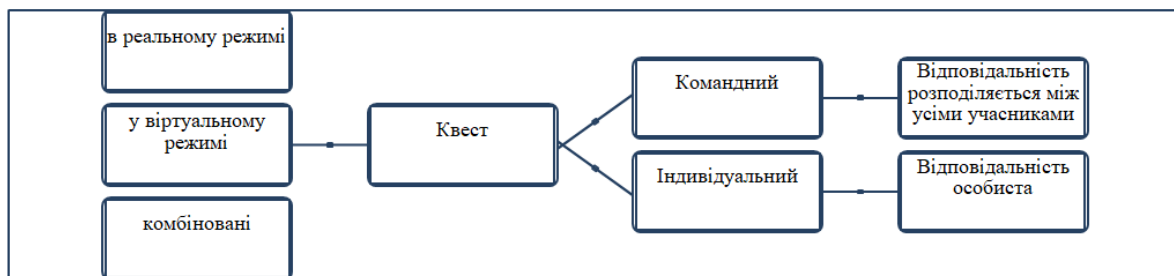 в реальному режимі
у віртуальному
режимі
комбіновані
Квест
Командний
Індивідуальний
Відповідальність
розподіляється між
усіми учасниками
Відповідальність
особиста